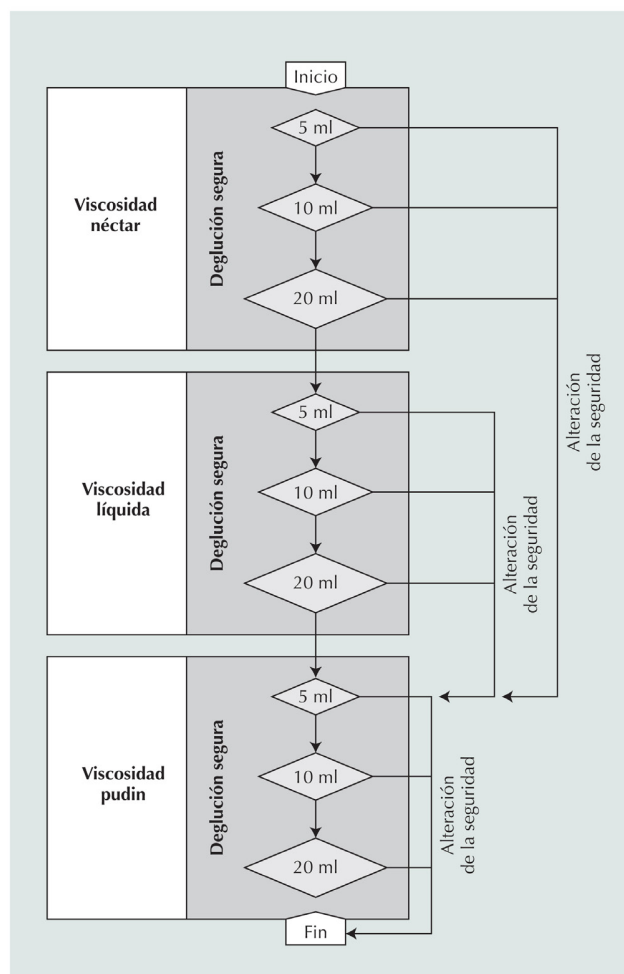 Inicio
Viscosidad
néctar
Deglución segura
5 ml
10 ml
20 ml
Alteración
de la seguridad
Viscosidad
líquida
Deglución segura
5 ml
10 ml
20 ml
Alteración
de la seguridad
Viscosidad
pudin
Deglución segura
5 ml
10 ml
20 ml
Alteración
de la seguridad
Fin